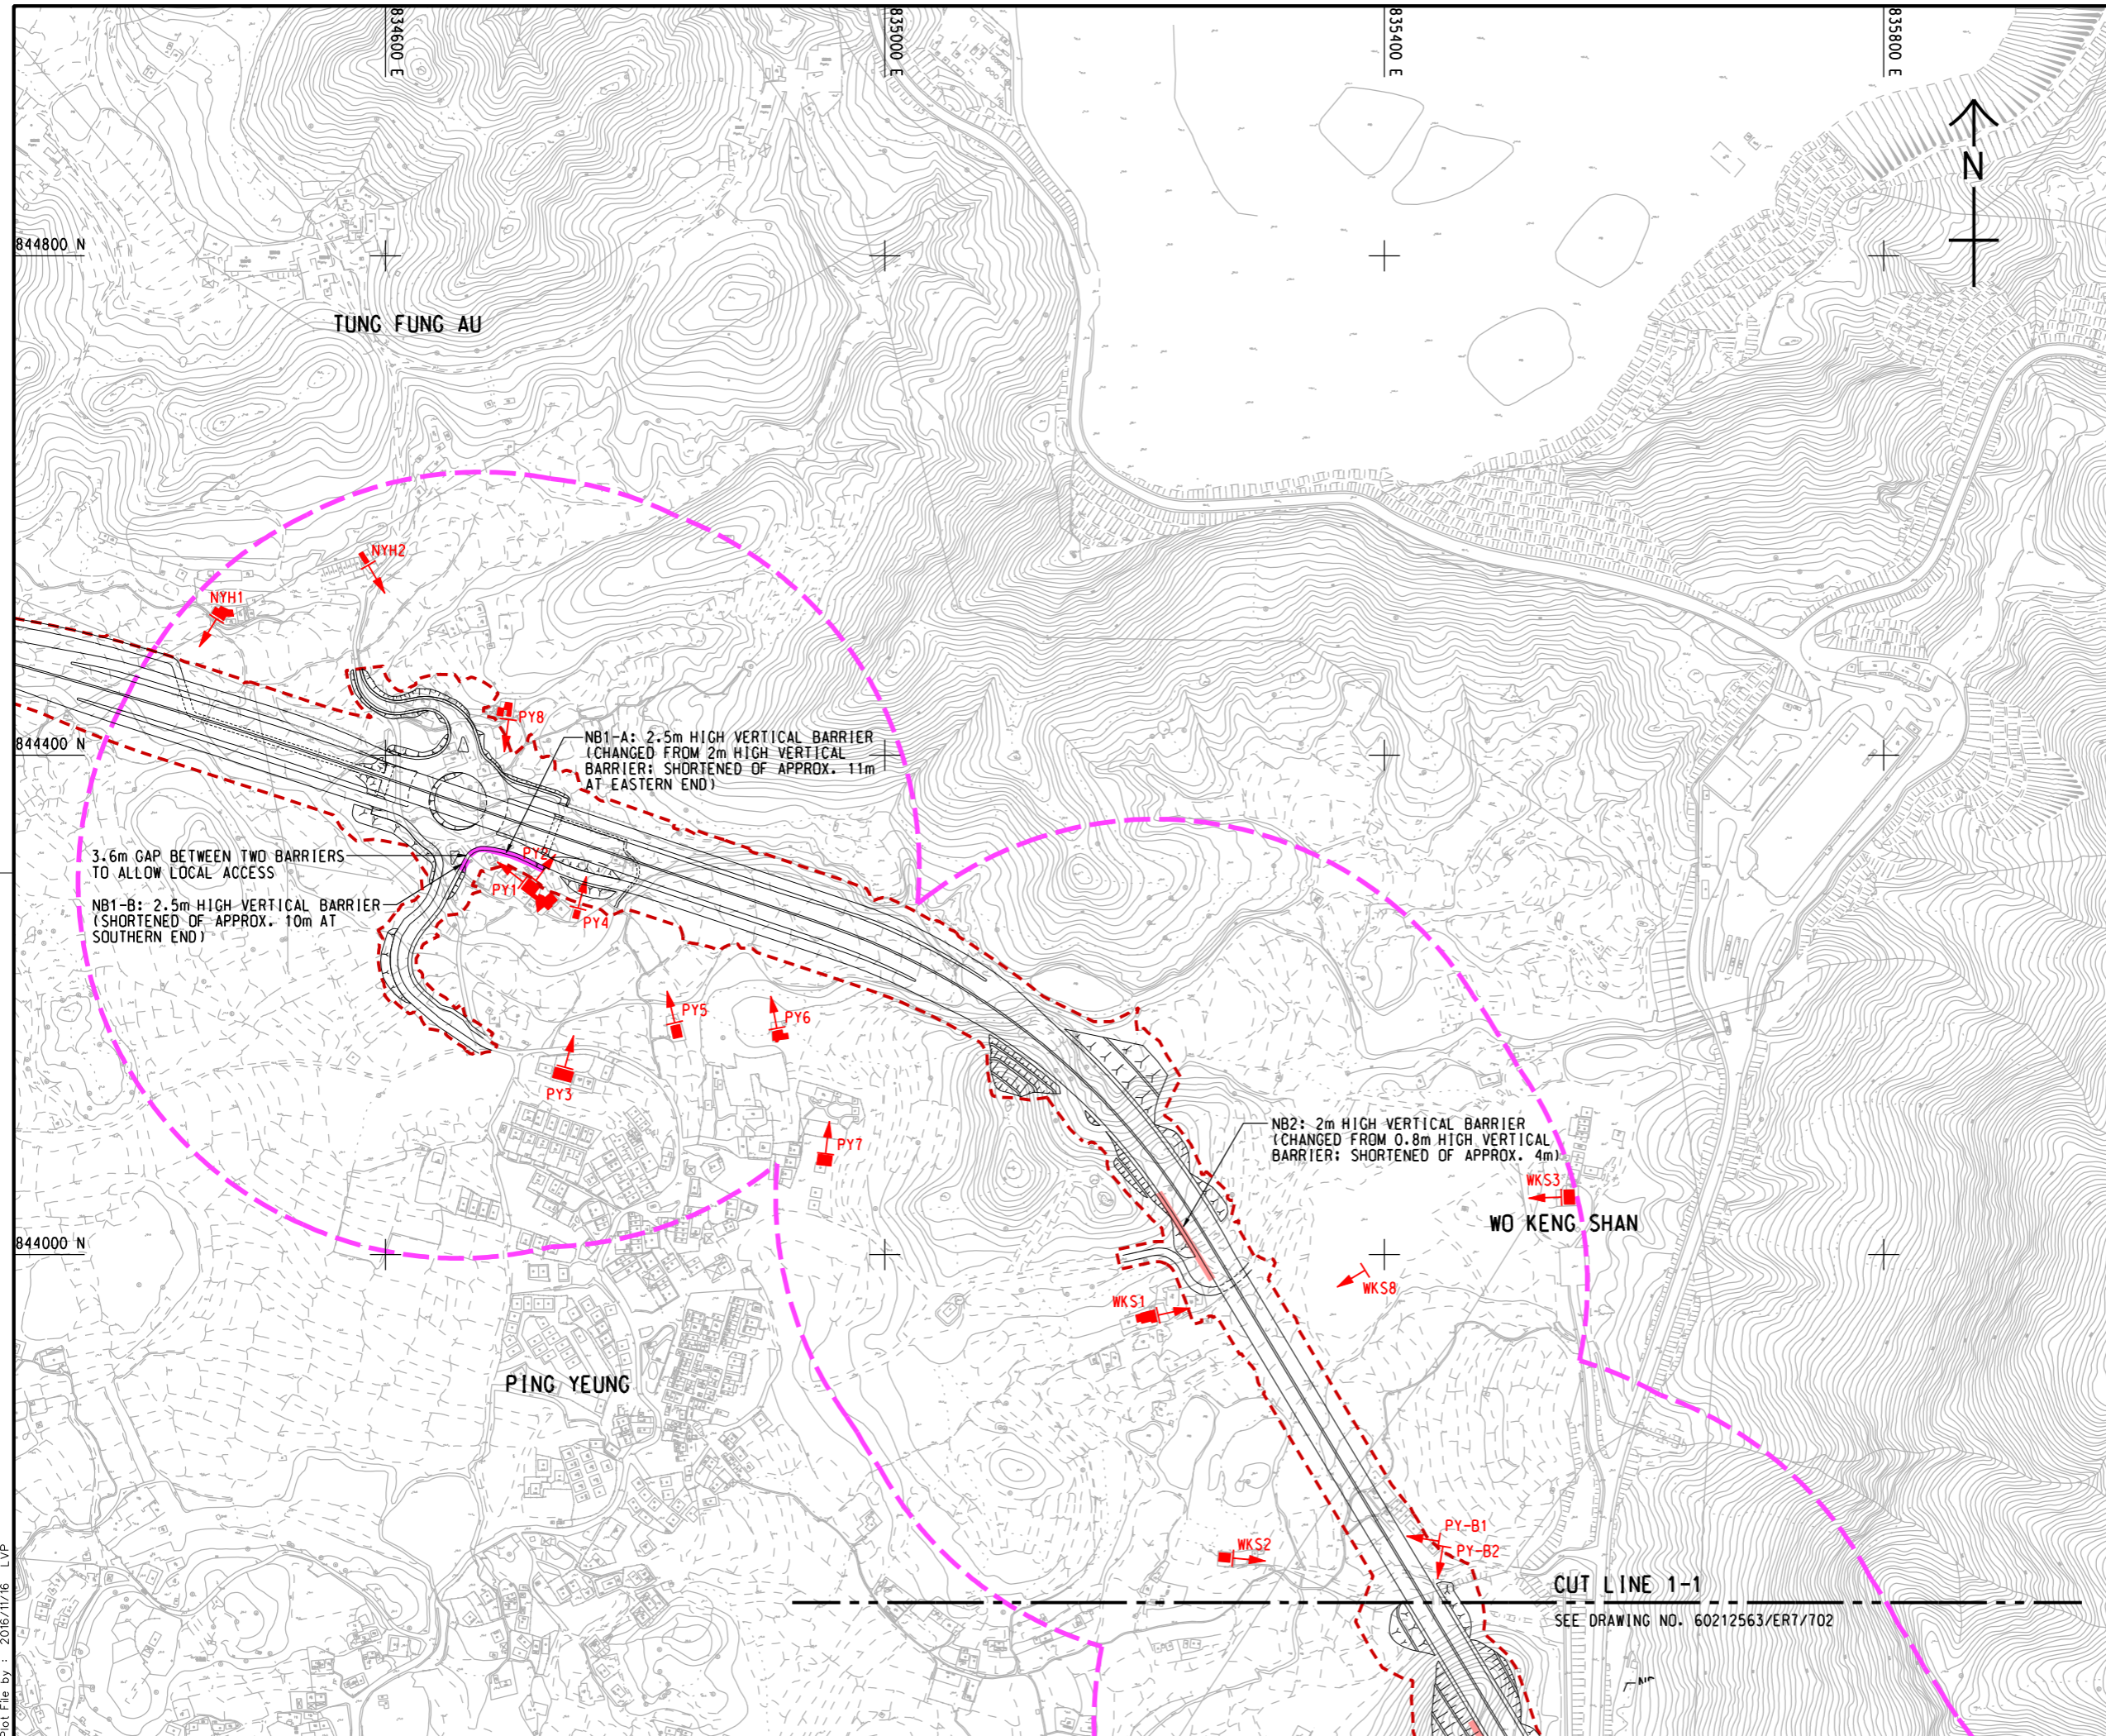 834600 E
835000 E
835400 E
835800 E
N
844800 N
TUNG FUNG AU
NYH2
NYH1
PY8
844400 N
NB1-A: 2.5m HIGH VERTICAL BARRIER
(CHANGED FROM 2m HIGH VERTICAL
BARRIER; SHORTENED OF APPROX. 11m
AT EASTERN END)
3.6m GAP BETWEEN TWO BARRIERS
TO ALLOW LOCAL ACCESS
PY2
PY1
NB1-B: 2.5m HIGH VERTICAL BARRIER
(SHORTENED OF APPROX. 10m AT
SOUTHERN END)
PY4
PY5
PY6
PY3
PY7
NB2: 2m HIGH VERTICAL BARRIER
(CHANGED FROM 0.8m HIGH VERTICAL
BARRIER; SHORTENED OF APPROX. 4m)
WKS3
WO KENG SHAN
844000 N
WKS8
WKS1
PING YEUNG
PY-B1
WKS2
PY-B2
CUT LINE 1-1
SEE DRAWING NO. 60212563/ER7/702
Plot File by : 2016/11/16 LVP